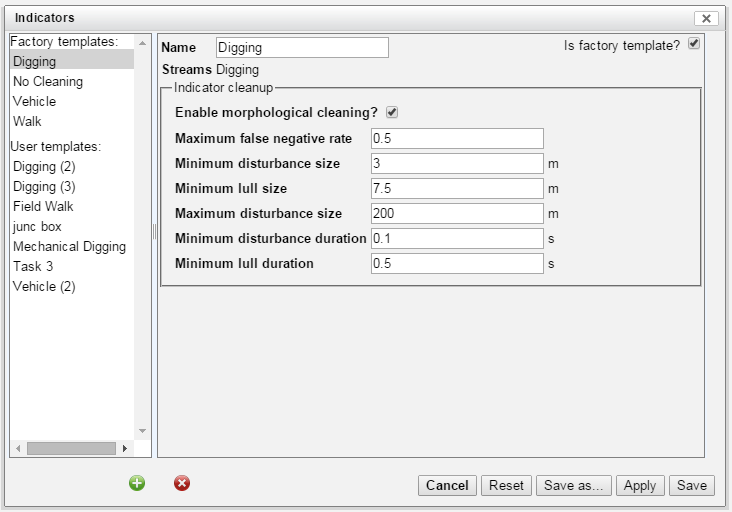 Indicators
Factory templates:
Digging
No Cleaning
Vehicle
Walk
User templates:
Digging (2)
Digging (3)
Field Walk
junc box
Mechanical Digging
Task 3
Vehicle (2)
Name Digging Is factory template?
Streams Digging
Indicator cleanup
Enable morphological cleaning?
Maximum false negative rate 0.5
Minimum disturbance size 3 m
Minimum lull size 7.5 m
Maximum disturbance size 200 m
Minimum disturbance duration 0.1 s
Minimum lull duration 0.5 s
Cancel Reset Save as... Apply Save